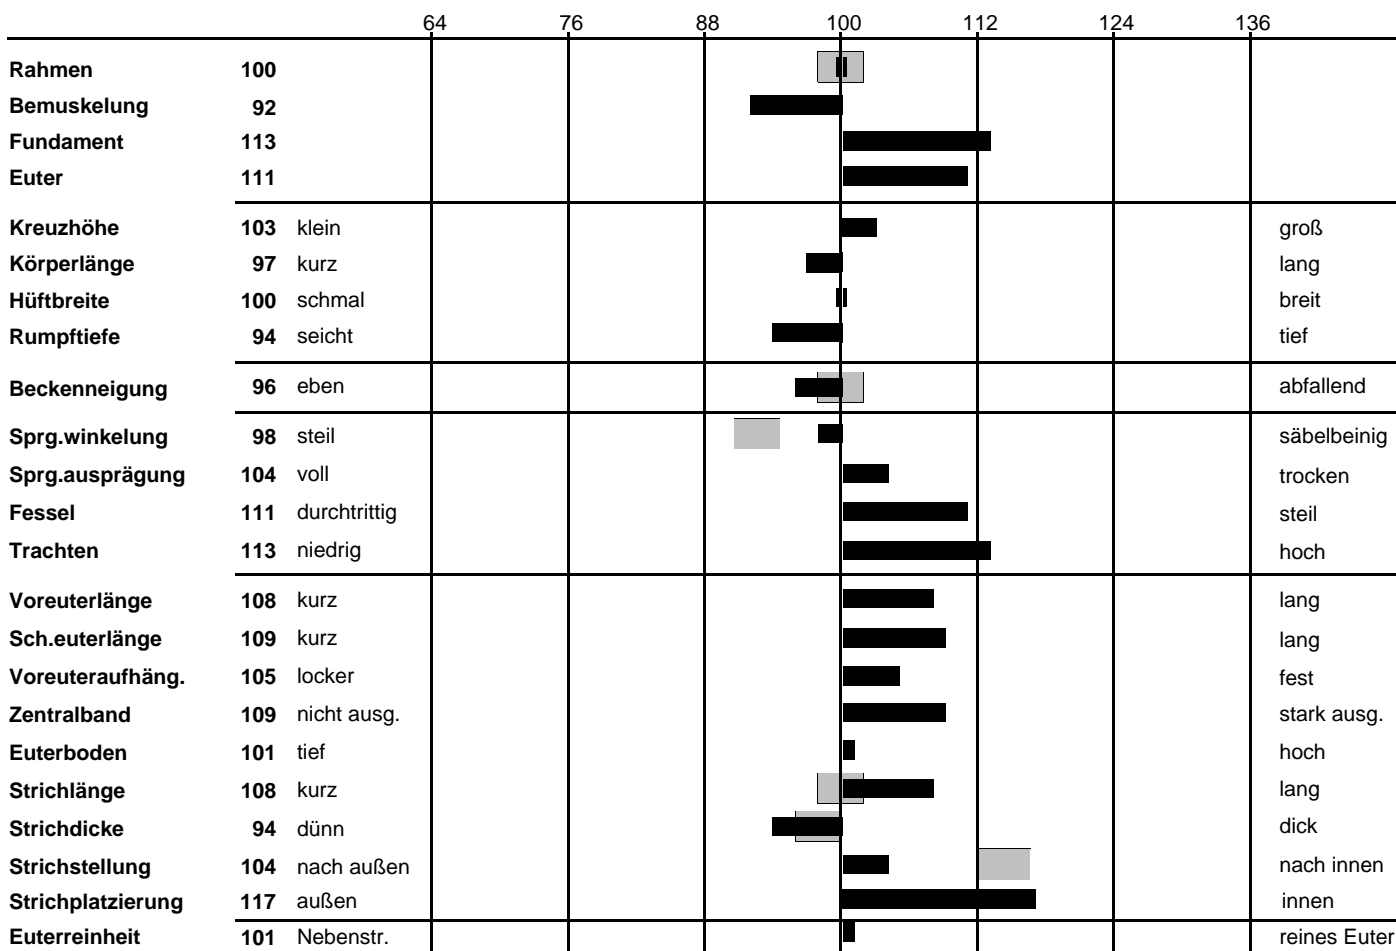 64 76 88 100 112 124 136
Rahmen 100
Bemuskelung 92
Fundament 113
Euter 111
Kreuzhöhe 103 klein groß
Körperlänge 97 kurz lang
Hüftbreite 100 schmal breit
Rumpftiefe 94 seicht tief
Beckenneigung 96 eben abfallend
Sprg.winkelung 98 steil säbelbeinig
Sprg.ausprägung 104 voll trocken
Fessel 111 durchtrittig steil
Trachten 113 niedrig hoch
Voreuterlänge 108 kurz lang
Sch.euterlänge 109 kurz lang
Voreuteraufhäng. 105 locker fest
Zentralband 109 nicht ausg. stark ausg.
Euterboden 101 tief hoch
Strichlänge 108 kurz lang
Strichdicke 94 dünn dick
Strichstellung 104 nach außen nach innen
Strichplatzierung 117 außen innen
Euterreinheit 101 Nebenstr. reines Euter